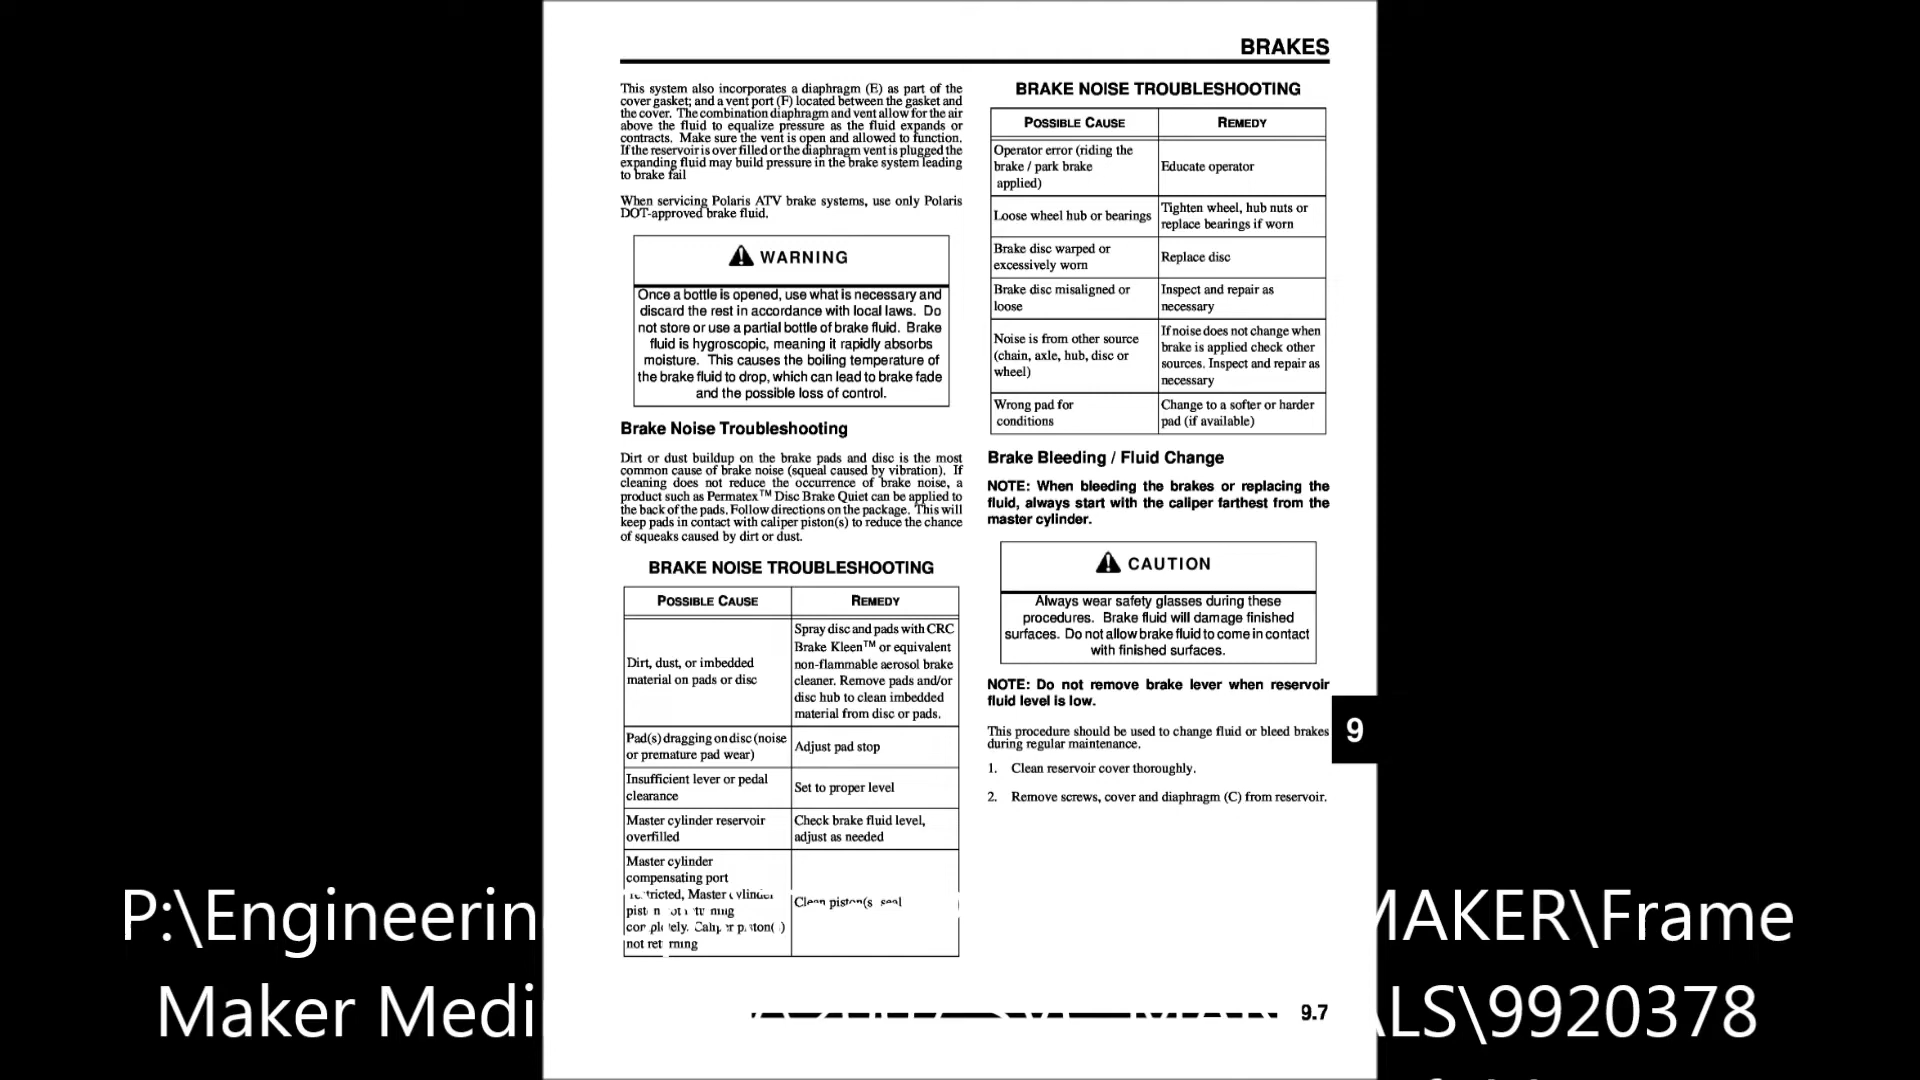 BRAKES
This system also incorporates a diaphragm (E) as part of the
cover gasket; and a vent port (F) located between the gasket and
the cover. The combination diaphragm and vent allow for the air
above the fluid to equalize pressure as the fluid expands or
contracts. Make sure the vent is open and allowed to function.
If the reservoir is over filled or the diaphragm vent is plugged the
expanding fluid may build pressure in the brake system leading
to brake fail
When servicing Polaris ATV brake systems, use only Polaris
DOT-approved brake fluid.
WARNING
Once a bottle is opened, use what is necessary and
discard the rest in accordance with local laws. Do
not store or use a partial bottle of brake fluid. Brake
fluid is hygroscopic, meaning it rapidly absorbs
moisture. This causes the boiling temperature of
the brake fluid to drop, which can lead to brake fade
and the possible loss of control.
Brake Noise Troubleshooting
Dirt or dust buildup on the brake pads and disc is the most
common cause of brake noise (squeal caused by vibration). If
cleaning does not reduce the occurrence of brake noise, a
product such as Permatex™ Disc Brake Quiet can be applied to
the back of the pads. Follow directions on the package. This will
keep pads in contact with caliper piston(s) to reduce the chance
of squeaks caused by dirt or dust.
BRAKE NOISE TROUBLESHOOTING
POSSIBLE CAUSE REMEDY
Dirt, dust, or imbedded
material on pads or disc
Spray disc and pads with CRC
Brake Kleen™ or equivalent
non-flammable aerosol brake
cleaner. Remove pads and/or
disc hub to clean imbedded
material from disc or pads.
Pad(s) dragging on disc (noise
or premature pad wear)
Adjust pad stop
Insufficient lever or pedal
clearance
Set to proper level
Master cylinder reservoir
overfilled
Check brake fluid level,
adjust as needed
Master cylinder
compensating port
Master
not
BRAKE NOISE TROUBLESHOOTING
POSSIBLE CAUSE REMEDY
Operator error (riding the
brake / park brake
applied)
Educate operator
Loose wheel hub or bearings
Tighten wheel, hub nuts or
replace bearings if worn
Brake disc warped or
excessively worn
Replace disc
Brake disc misaligned or
loose
Inspect and repair as
necessary
Noise is from other source
(chain, axle, hub, disc or
wheel)
If noise does not change when
brake is applied check other
sources. Inspect and repair as
necessary
Wrong pad for
conditions
Change to a softer or harder
pad (if available)
Brake Bleeding / Fluid Change
NOTE: When bleeding the brakes or replacing the
fluid, always start with the caliper farthest from the
master cylinder.
CAUTION
Always wear safety glasses during these
procedures. Brake fluid will damage finished
surfaces. Do not allow brake fluid to come in contact
with finished surfaces.
NOTE: Do not remove brake lever when reservoir
fluid level is low.
This procedure should be used to change fluid or bleed brakes
during regular maintenance.
1. Clean reservoir cover thoroughly.
2. Remove screws, cover and diaphragm (C) from reservoir.
9
9.7
P:\Engineerin MAKER\Frame
Maker Medi LS\9920378